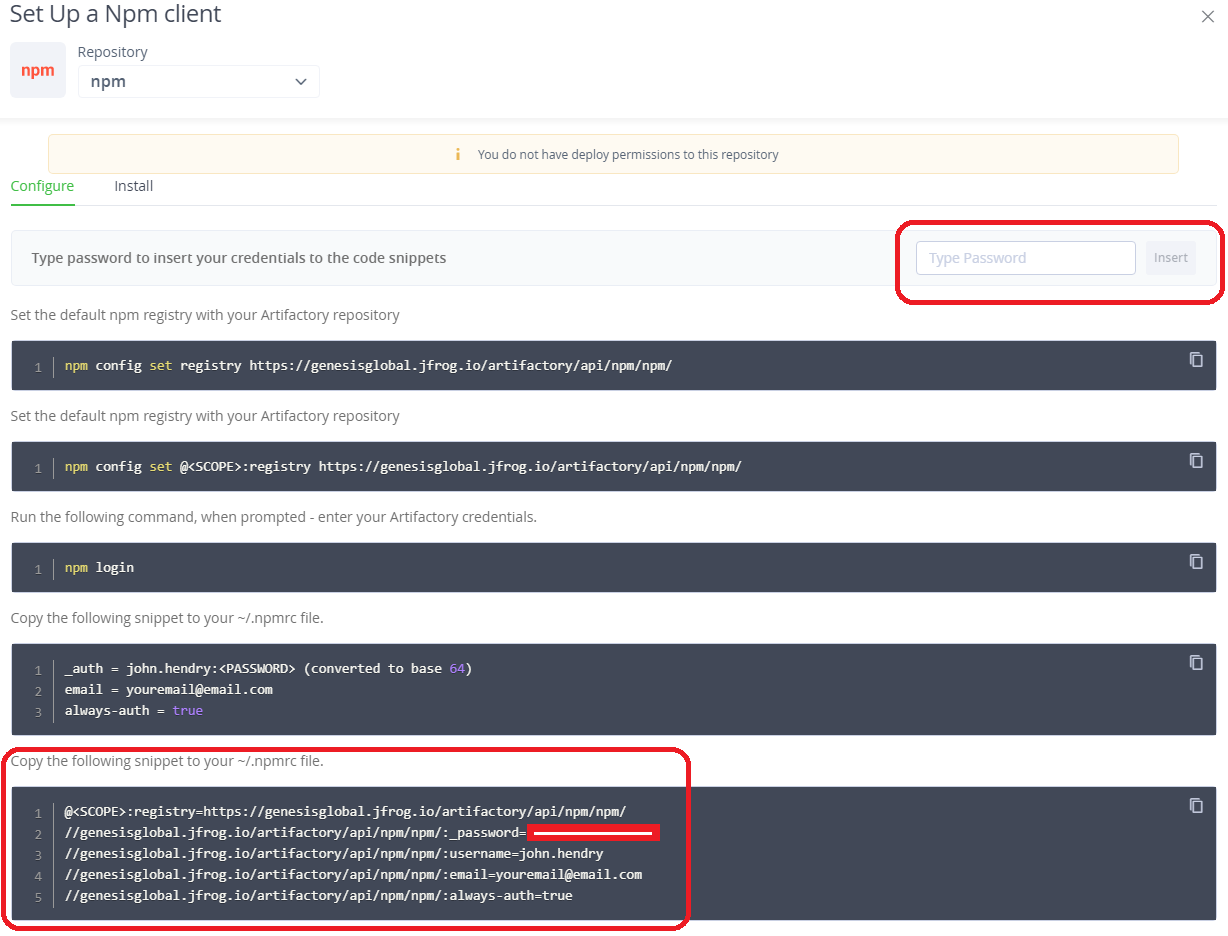 Set Up a Npm client
npm
Repository
npm
You do not have deploy permissions to this repository
Configure
Install
Type password to insert your credentials to the code snippets
Type Password
Insert
Set the default npm registry with your Artifactory repository
1 npm config set registry https://genesisglobal.jfrog.io/artifactory/api/npm/npm/
Set the default npm registry with your Artifactory repository
1 npm config set @<SCOPE>:registry https://genesisglobal.jfrog.io/artifactory/api/npm/npm/
Run the following command, when prompted - enter your Artifactory credentials.
1 npm login
Copy the following snippet to your ~/.npmrc file.
1 _auth = john.hendry:<PASSWORD> (converted to base 64)
2 email = youremail@email.com
3 always-auth = true
Copy the following snippet to your ~/.npmrc file.
1 @<SCOPE>:registry=https://genesisglobal.jfrog.io/artifactory/api/npm/npm/
2 //genesisglobal.jfrog.io/artifactory/api/npm/npm/:_password=
3 //genesisglobal.jfrog.io/artifactory/api/npm/npm/:username=john.hendry
4 //genesisglobal.jfrog.io/artifactory/api/npm/npm/:email=youremail@email.com
5 //genesisglobal.jfrog.io/artifactory/api/npm/npm/:always-auth=true